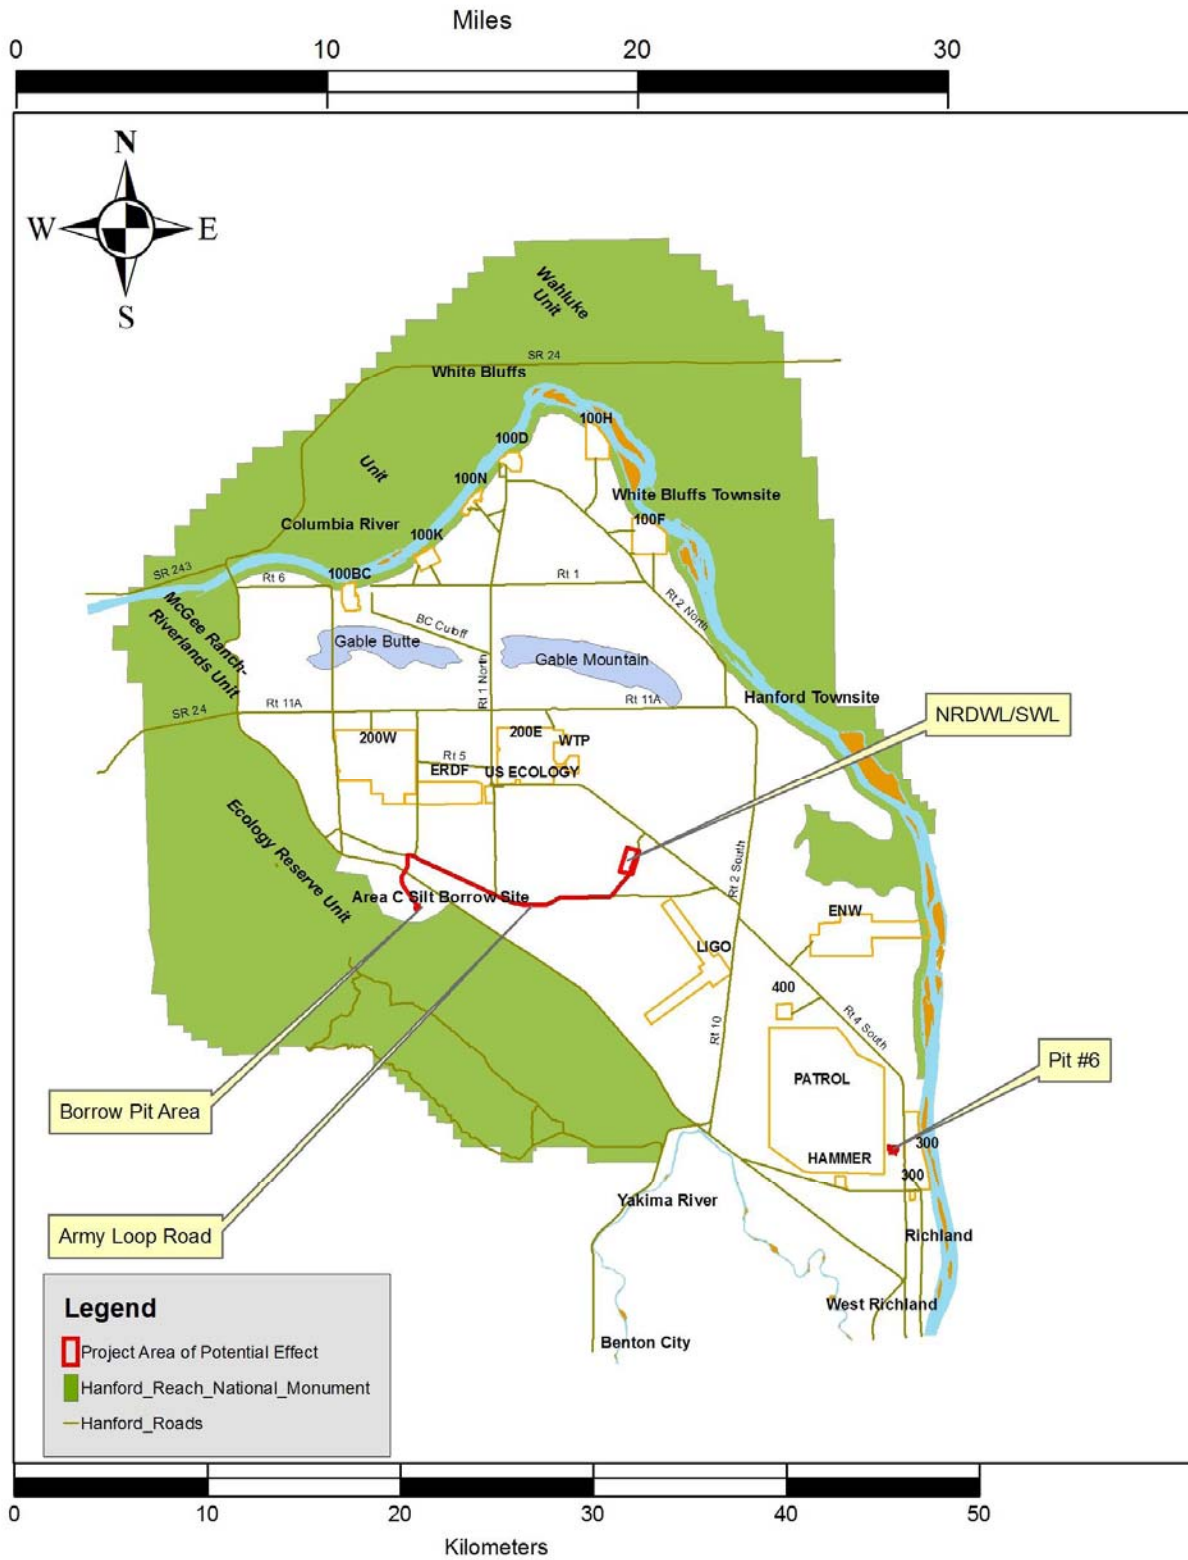 Miles
0 10 20 30
N
W E
S
Wahluke
Unit
SR 24
White Bluffs
100H
100D
Unit
100N
White Bluffs Townsite
100F
Columbia River
100K
SR 243
100BC
Rt 6
Rt 1
McGee Ranch-
Riverlands Unit
Rt 2 North
BC Cutoff
Gable Butte
Gable Mountain
Rt 1 North
Hanford Townsite
Rt 11A
Rt 11A
SR 24
NRDWL/SWL
200W
200E
WTP
Rt 5
ERDF
US ECOLOGY
Ecology Reserve Unit
Rt 2 South
Area C Silt Borrow Site
ENW
LIGO
400
Rt 10
Rt 4 South
Pit #6
PATROL
Borrow Pit Area
300
HAMMER
300
Yakima River
Army Loop Road
Richland
West Richland
Benton City
Legend
Project Area of Potential Effect
Hanford_Reach_National_Monument
Hanford_Roads
0 10 20 30 40 50
Kilometers